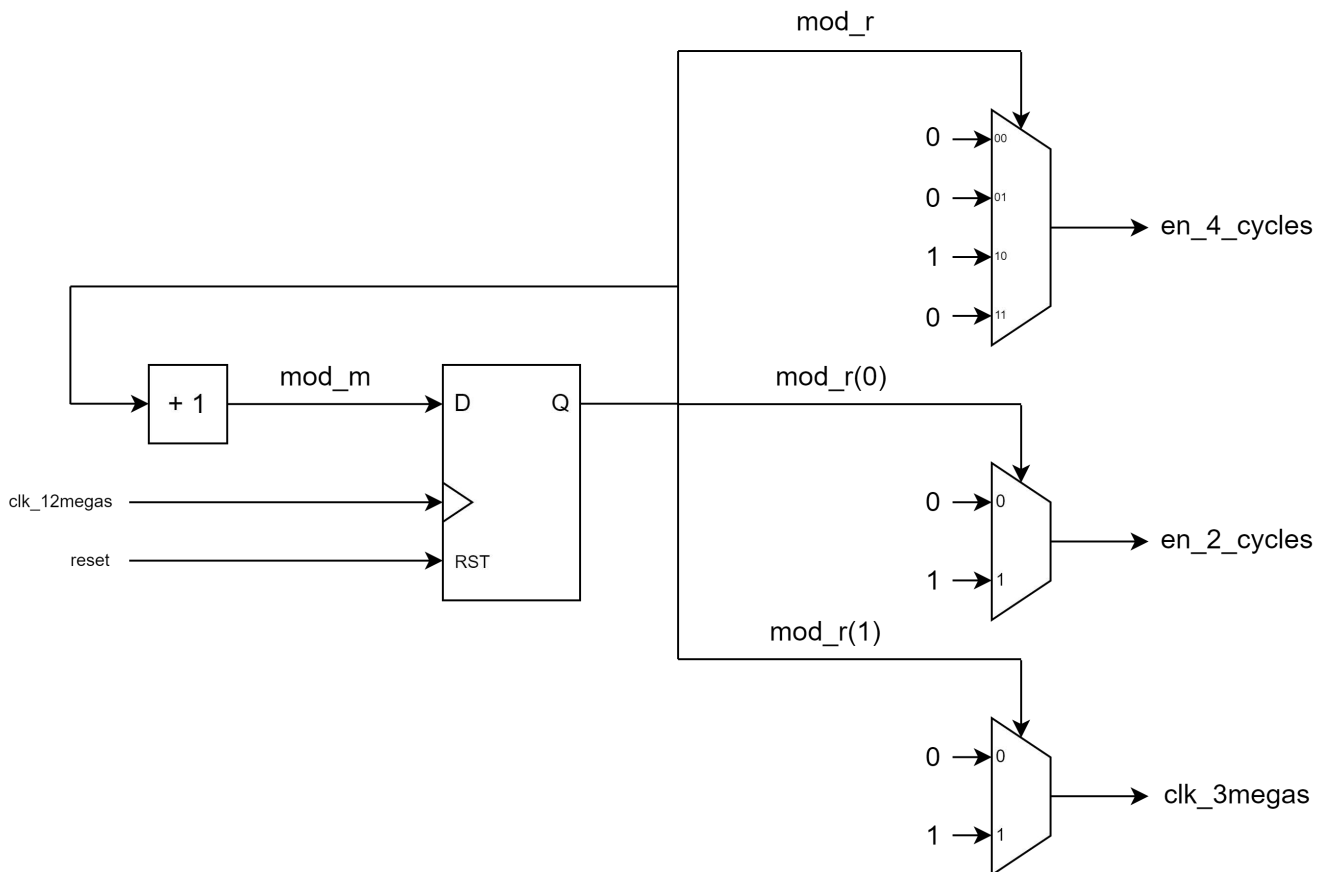 mod_r
0 00
0 01
1 10
0 11
en_4_cycles
+ 1
mod_m
D Q
clk_12megas
reset
RST
mod_r(0)
0 0
1 1
en_2_cycles
mod_r(1)
0 0
1 1
clk_3megas